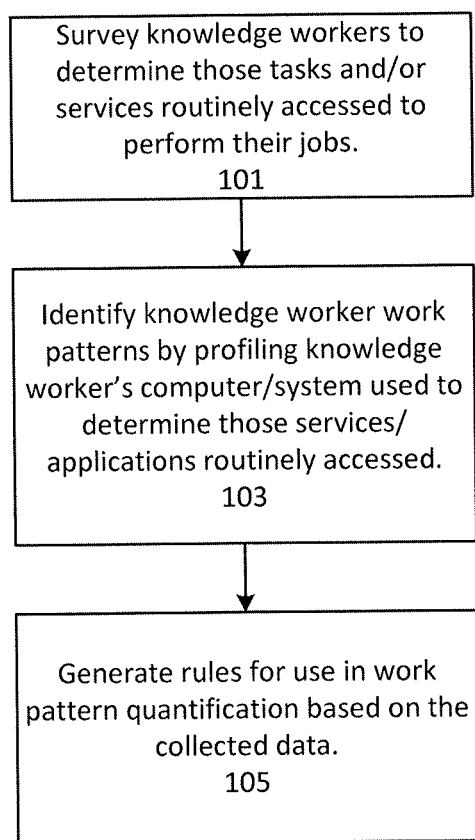 Survey knowledge workers to
determine those tasks and/or
services routinely accessed to
perform their jobs.
101
Identify knowledge worker work
patterns by profiling knowledge
worker's computer/system used to
determine those services/
applications routinely accessed.
103
Generate rules for use in work
pattern quantification based on the
collected data.
105